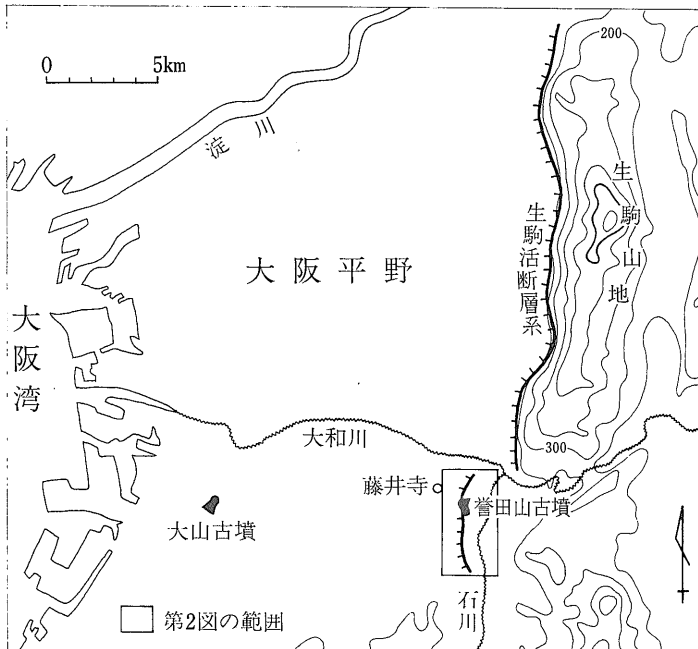 200
0 5km
淀川
生駒山地
生駒活断層系
大阪平野
大阪湾
大和川
300
藤井寺
誉田山古墳
大山古墳
石川
第2図の範囲